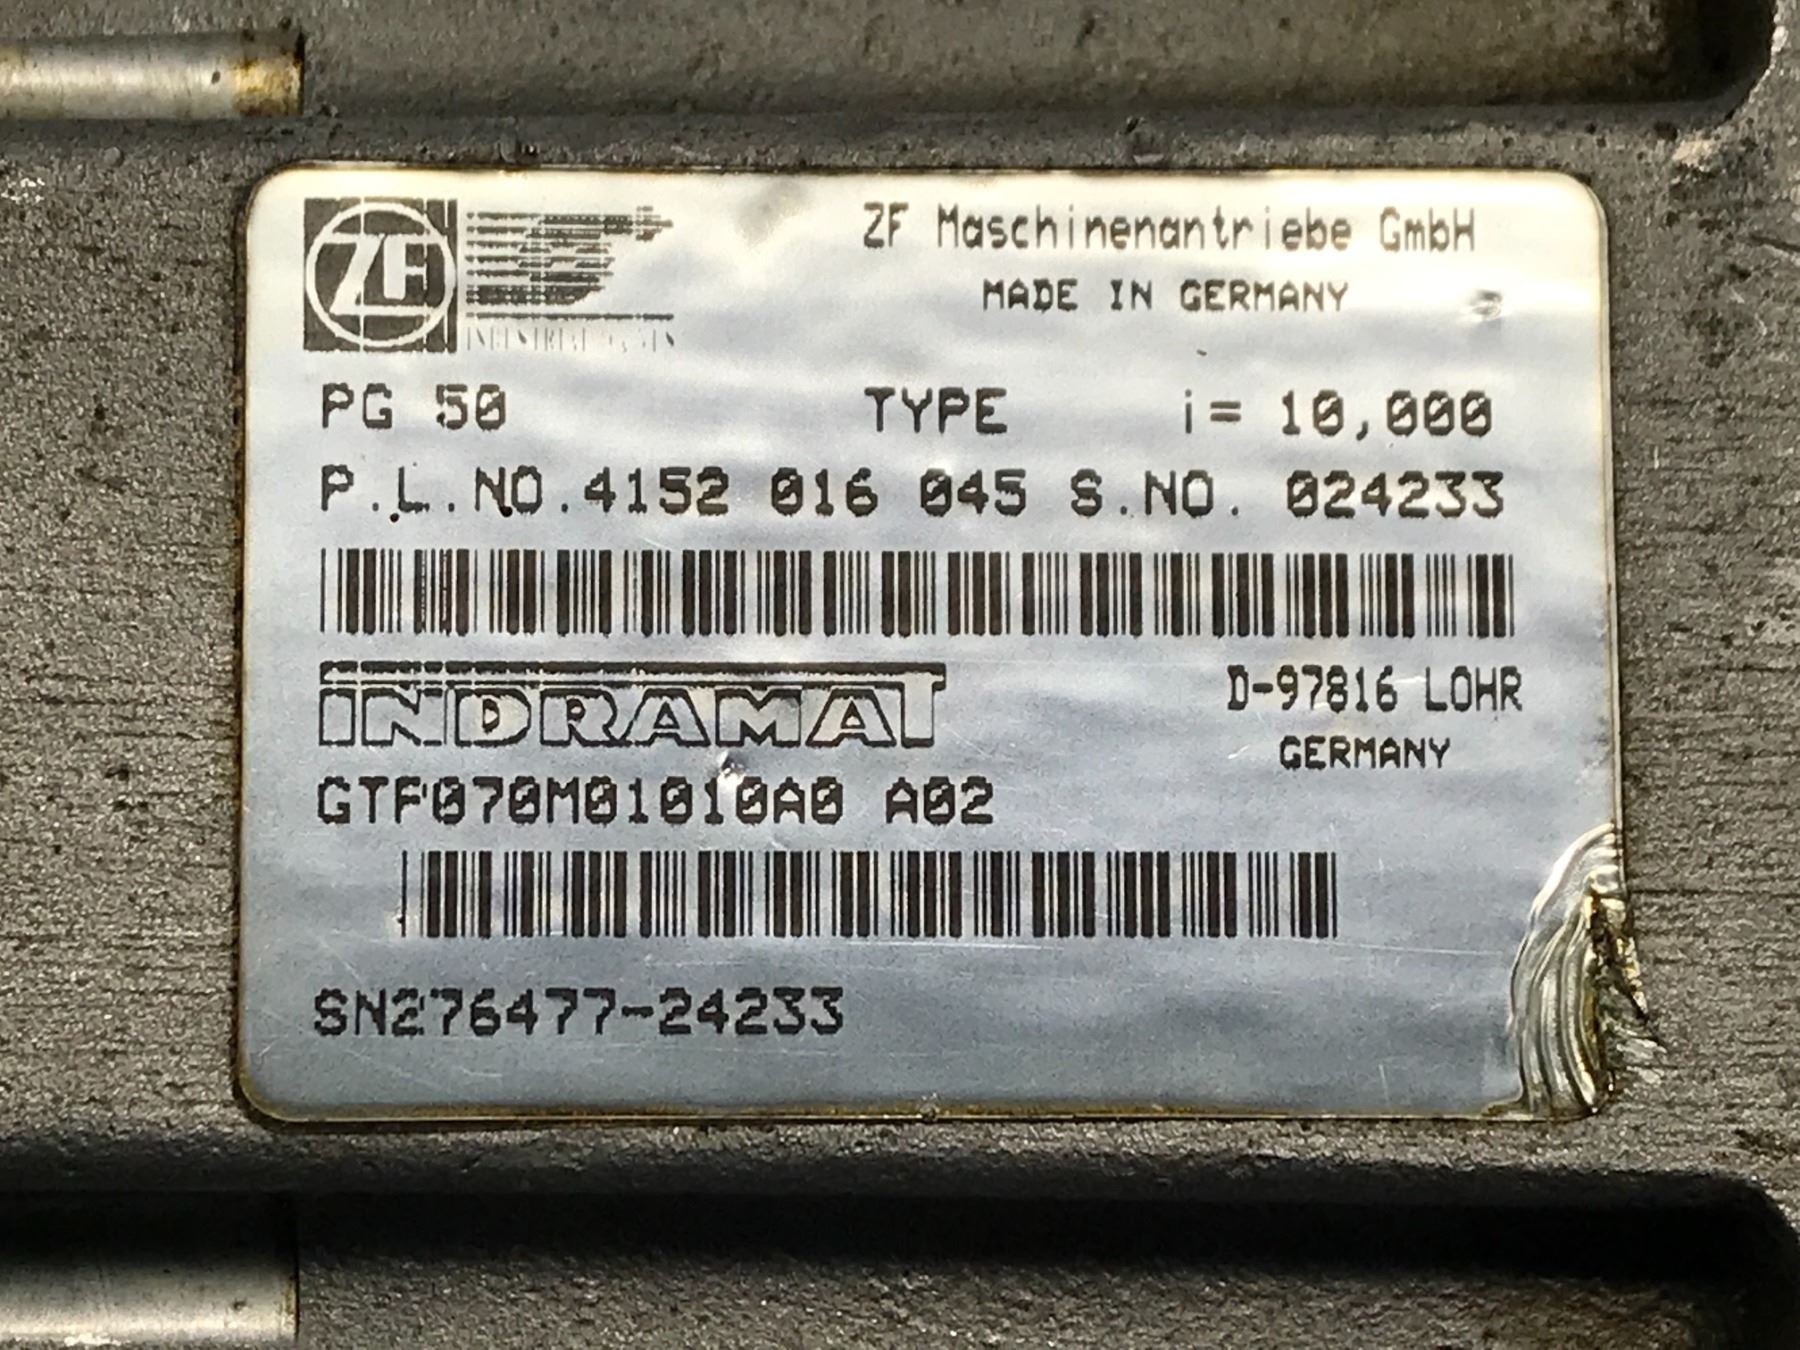 ZF
ZF Maschinenantriebe GmbH
MADE IN GERMANY
PG 50 TYPE i= 10,000
P.L.NO.4152 016 045 S.NO. 024233
INDRAMAT
D-97816 LOHR
GERMANY
GTP070M01010A0 A02
SN276477-24233